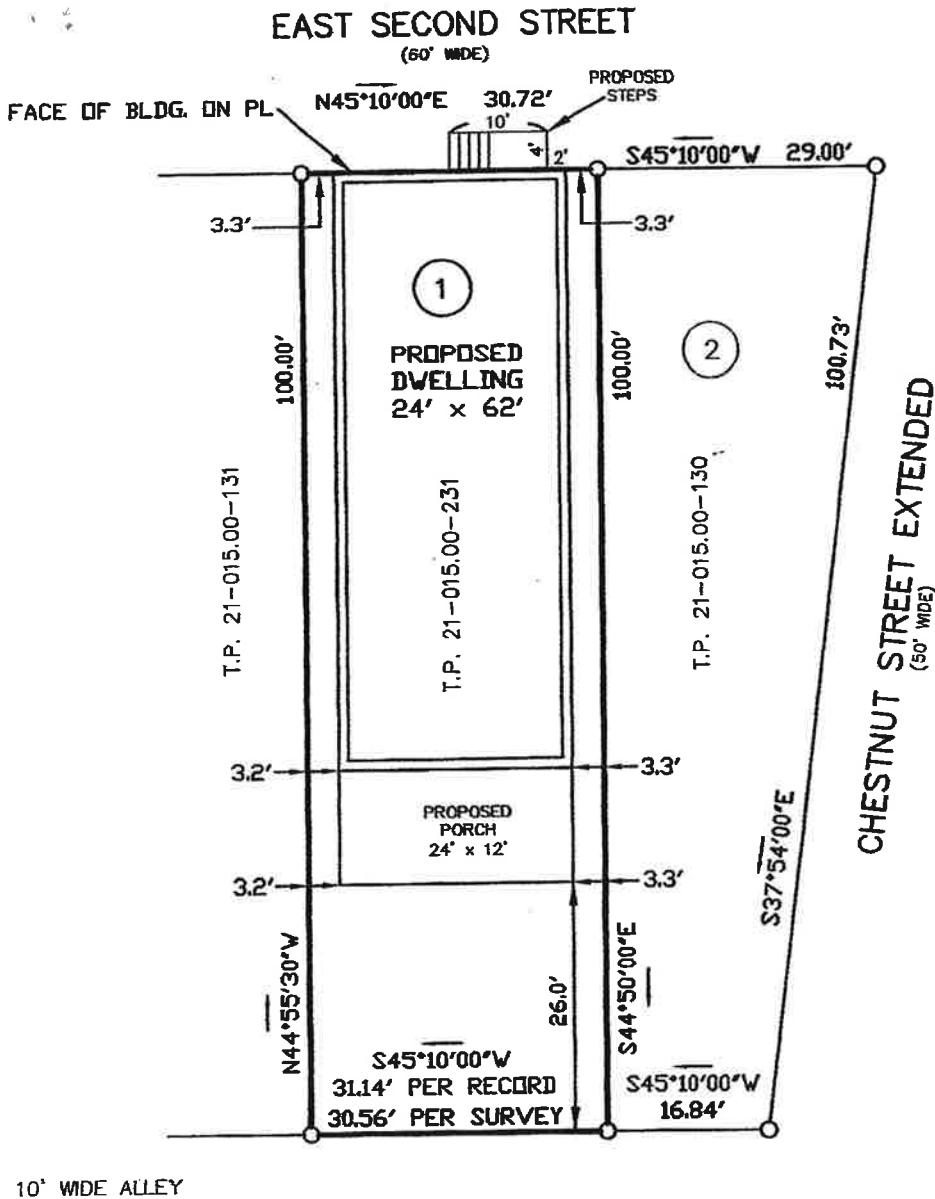 EAST SECOND STREET
(60' WIDE)
PROPOSED
STEPS
FACE OF BLDG. ON PL
N45°10'00"E 30.72'
10'
4'
2'
S45°10'00"W 29.00'
3.3'
3.3'
1
PROPOSED
DWELLING
24' x 62'
2
100.00'
100.00'
100.73'
T.P. 21-015.00-131
T.P. 21-015.00-231
T.P. 21-015.00-130
CHESTNUT STREET EXTENDED
(50' WIDE)
3.2'
3.3'
PROPOSED
PORCH
24' x 12'
3.2'
3.3'
S37°54'00"E
N44°55'30"W
26.0'
S44°50'00"E
S45°10'00"W
31.14' PER RECORD
30.56' PER SURVEY
S45°10'00"W
16.84'
10' WIDE ALLEY